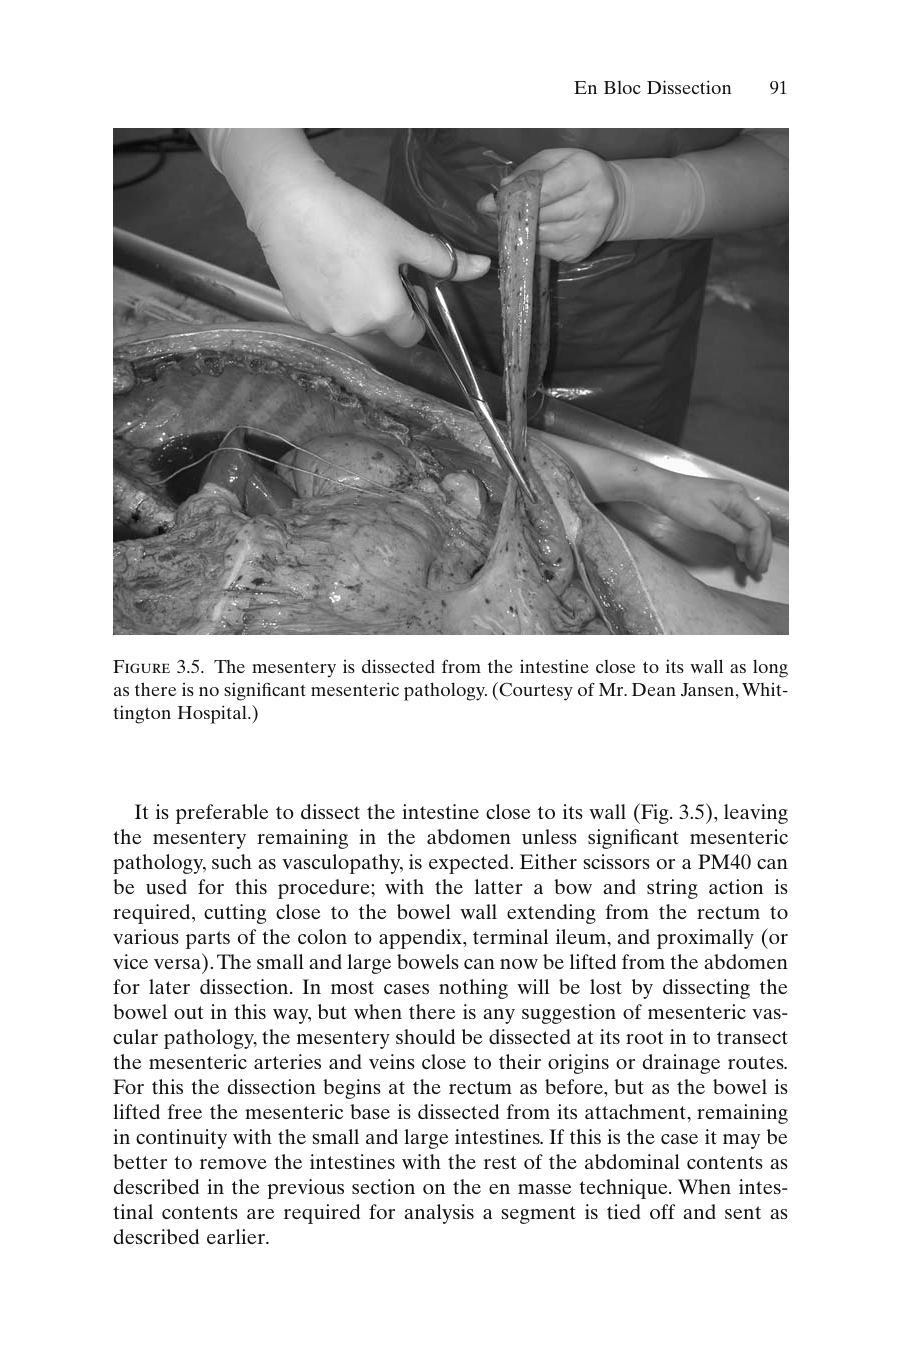 En Bloc Dissection 91
FIGURE 3.5. The mesentery is dissected from the intestine close to its wall as long
as there is no significant mesenteric pathology. (Courtesy of Mr. Dean Jansen, Whit-
tington Hospital.)
It is preferable to dissect the intestine close to its wall (Fig. 3.5), leaving
the mesentery remaining in the abdomen unless significant mesenteric
pathology, such as vasculopathy, is expected. Either scissors or a PM40 can
be used for this procedure; with the latter a bow and string action is
required, cutting close to the bowel wall extending from the rectum to
various parts of the colon to appendix, terminal ileum, and proximally (or
vice versa). The small and large bowels can now be lifted from the abdomen
for later dissection. In most cases nothing will be lost by dissecting the
bowel out in this way, but when there is any suggestion of mesenteric vas-
cular pathology, the mesentery should be dissected at its root in to transect
the mesenteric arteries and veins close to their origins or drainage routes.
For this the dissection begins at the rectum as before, but as the bowel is
lifted free the mesenteric base is dissected from its attachment, remaining
in continuity with the small and large intestines. If this is the case it may be
better to remove the intestines with the rest of the abdominal contents as
described in the previous section on the en masse technique. When intes-
tinal contents are required for analysis a segment is tied off and sent as
described earlier.